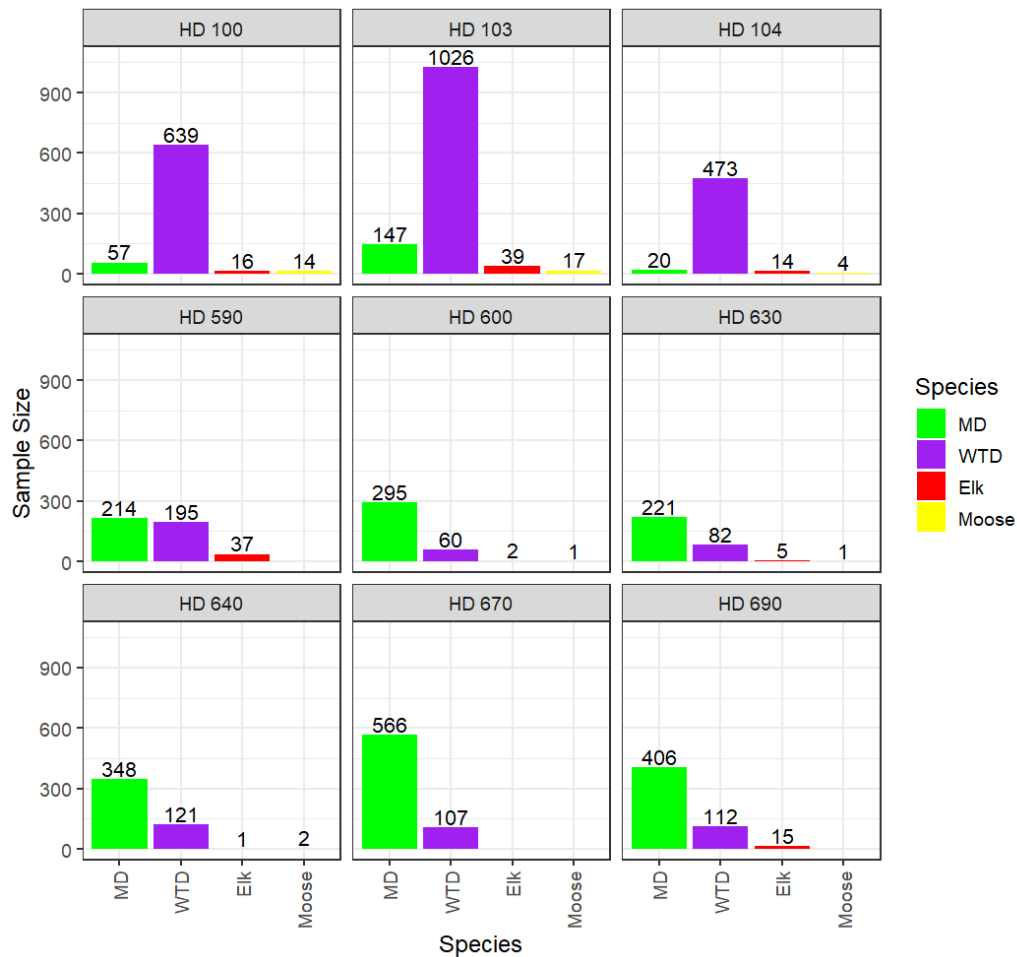 HD 100
HD 103
HD 104
900
600
300
0
57
639
16
14
147
1026
39
17
20
473
14
4
HD 590
HD 600
HD 630
900
600
300
0
214
195
37
295
60
2
1
221
82
5
1
HD 640
HD 670
HD 690
900
600
300
0
348
121
1
2
566
107
406
112
15
MD
WTD
Elk
Moose
MD
WTD
Elk
Moose
MD
WTD
Elk
Moose
Species
Sample Size
Species
MD
WTD
Elk
Moose